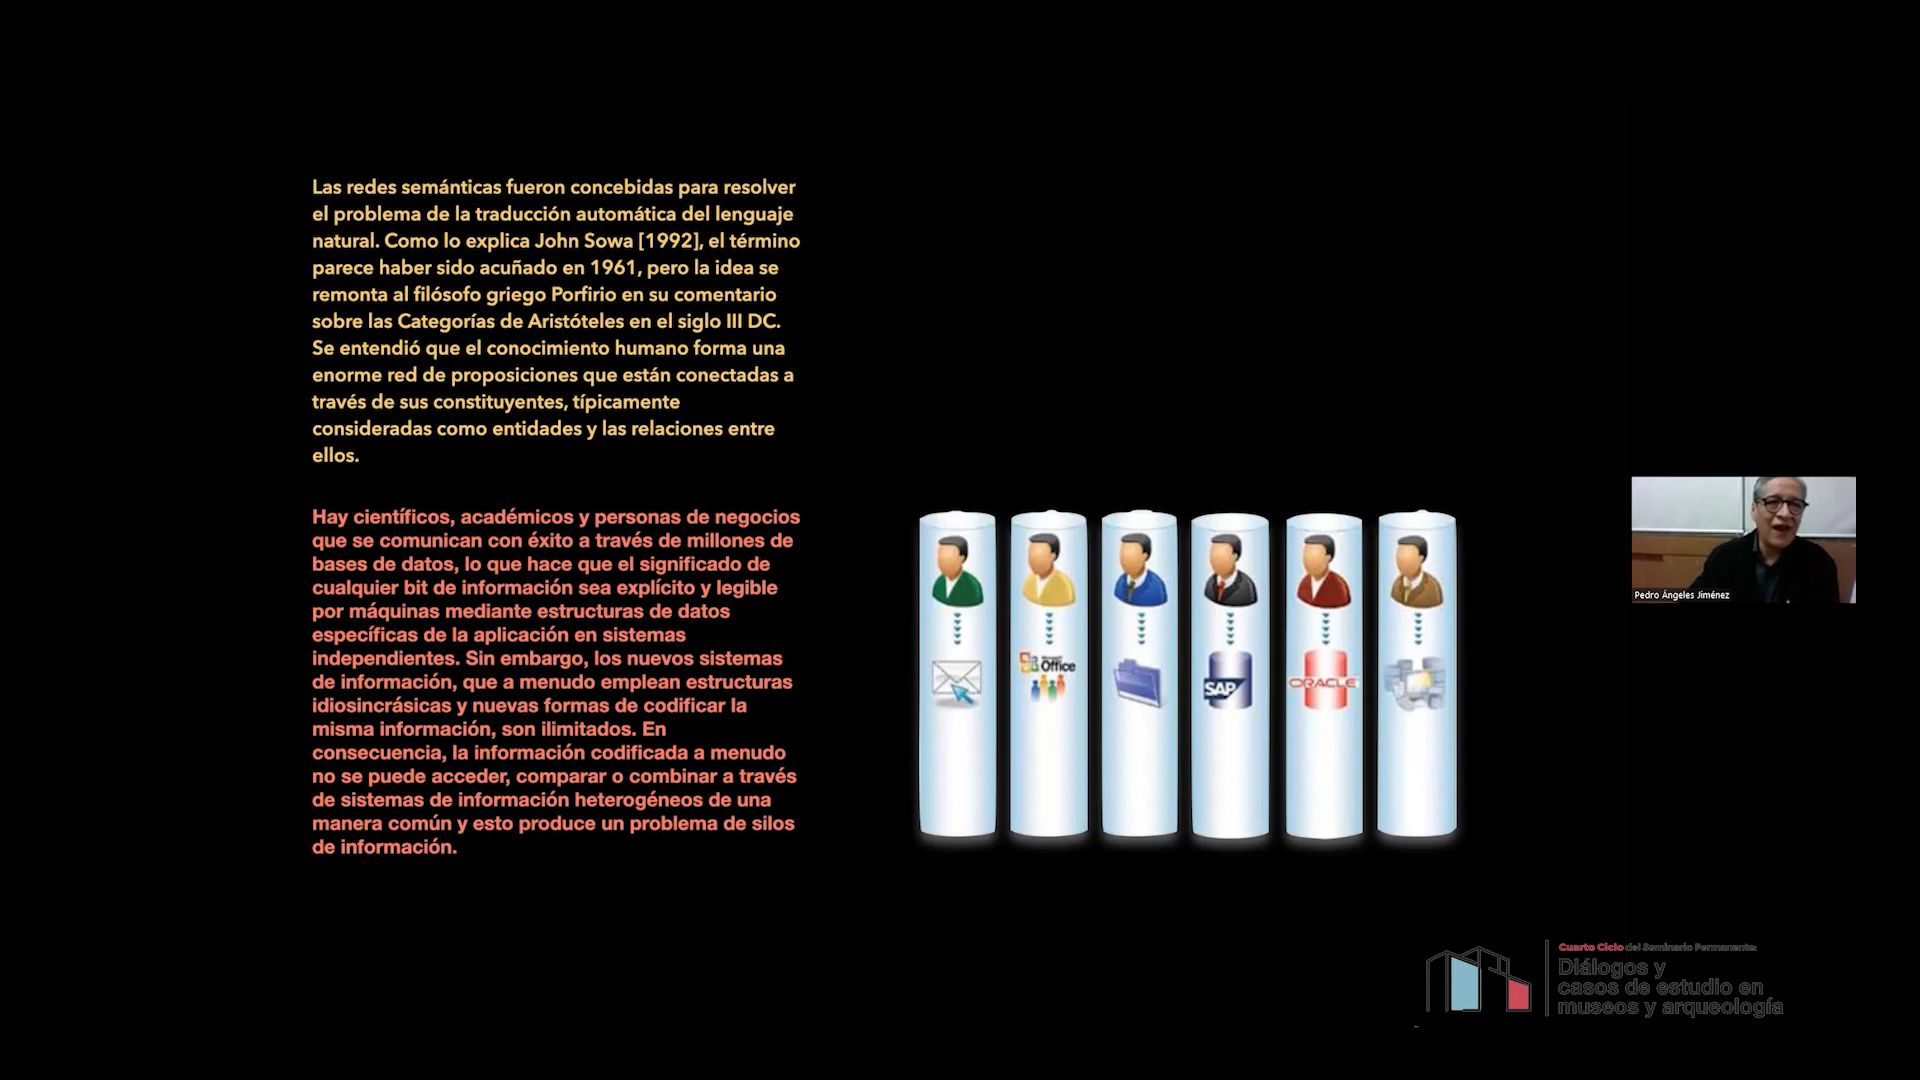 Las redes semánticas fueron concebidas para resolver
el problema de la traducción automática del lenguaje
natural. Como lo explica John Sowa [1992], el término
parece haber sido acuñado en 1961, pero la idea se
remonta al filósofo griego Porfirio en su comentario
sobre las Categorías de Aristóteles en el siglo III DC.
Se entendió que el conocimiento humano forma una
enorme red de proposiciones que están conectadas a
través de sus constituyentes, típicamente
consideradas como entidades y las relaciones entre
ellos.
Hay científicos, académicos y personas de negocios
que se comunican con éxito a través de millones de
bases de datos, lo que hace que el significado de
cualquier bit de información sea explícito y legible
por máquinas mediante estructuras de datos
específicas de la aplicación en sistemas
independientes. Sin embargo, los nuevos sistemas
de información, que a menudo emplean estructuras
idiosincrásicas y nuevas formas de codificar la
misma información, son ilimitados. En
consecuencia, la información codificada a menudo
no se puede acceder, comparar o combinar a través
de sistemas de información heterogéneos de una
manera común y esto produce un problema de silos
de información.
Office
SAP
ORACLE
Pedro Ángeles Jiménez
Cuarto Ciclo del Seminario Permanente:
Diálogos y
casos de estudio en
museos y arqueología